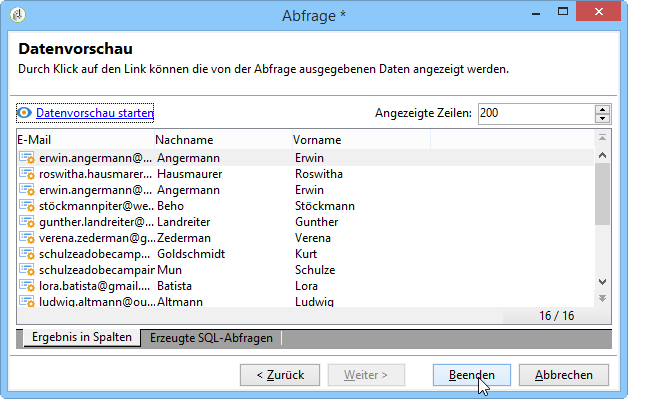 Abfrage *
Datenvorschau
Durch Klick auf den Link können die von der Abfrage ausgegebenen Daten angezeigt werden.
Datenvorschau starten Angezeigte Zeilen: 200
E-Mail Nachname Vorname
erwin.angermann@... Angermann Erwin
roswitha.hausmarer... Hausmaurer Roswitha
erwin.angermann@... Angermann Erwin
stöckmannpiter@we... Beho Stöckmann
gunther.landreiter@... Landreiter Gunther
verena.zederman@g... Zederman Verena
schulzeadobecamp... Goldschmidt Kurt
schulzeadobecampair Mun Schulze
lora.batista@gmail.... Batista Lora
ludwig.altmann@ou... Altmann Ludwig
16 / 16
Ergebnis in Spalten Erzeugte SQL-Abfragen
< Zurück Weiter > Beenden Abbrechen